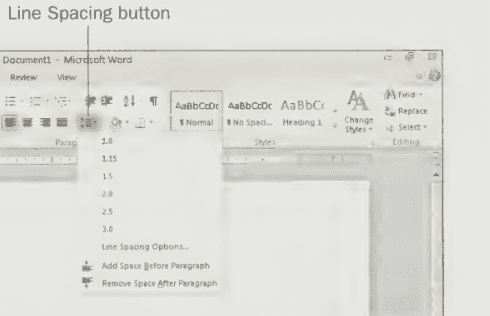 Line Spacing button
Document1 - Microsoft Word
Review View
AaBbCcDc AaBbCcDc AaBbC
¶ Normal ¶ No Spaci... Heading 1
Change
Styles
Find
Replace
Select
Parag
Styles
Editing
1.0
1.15
1.5
2.0
2.5
3.0
Line Spacing Options...
Add Space Before Paragraph
Remove Space After Paragraph